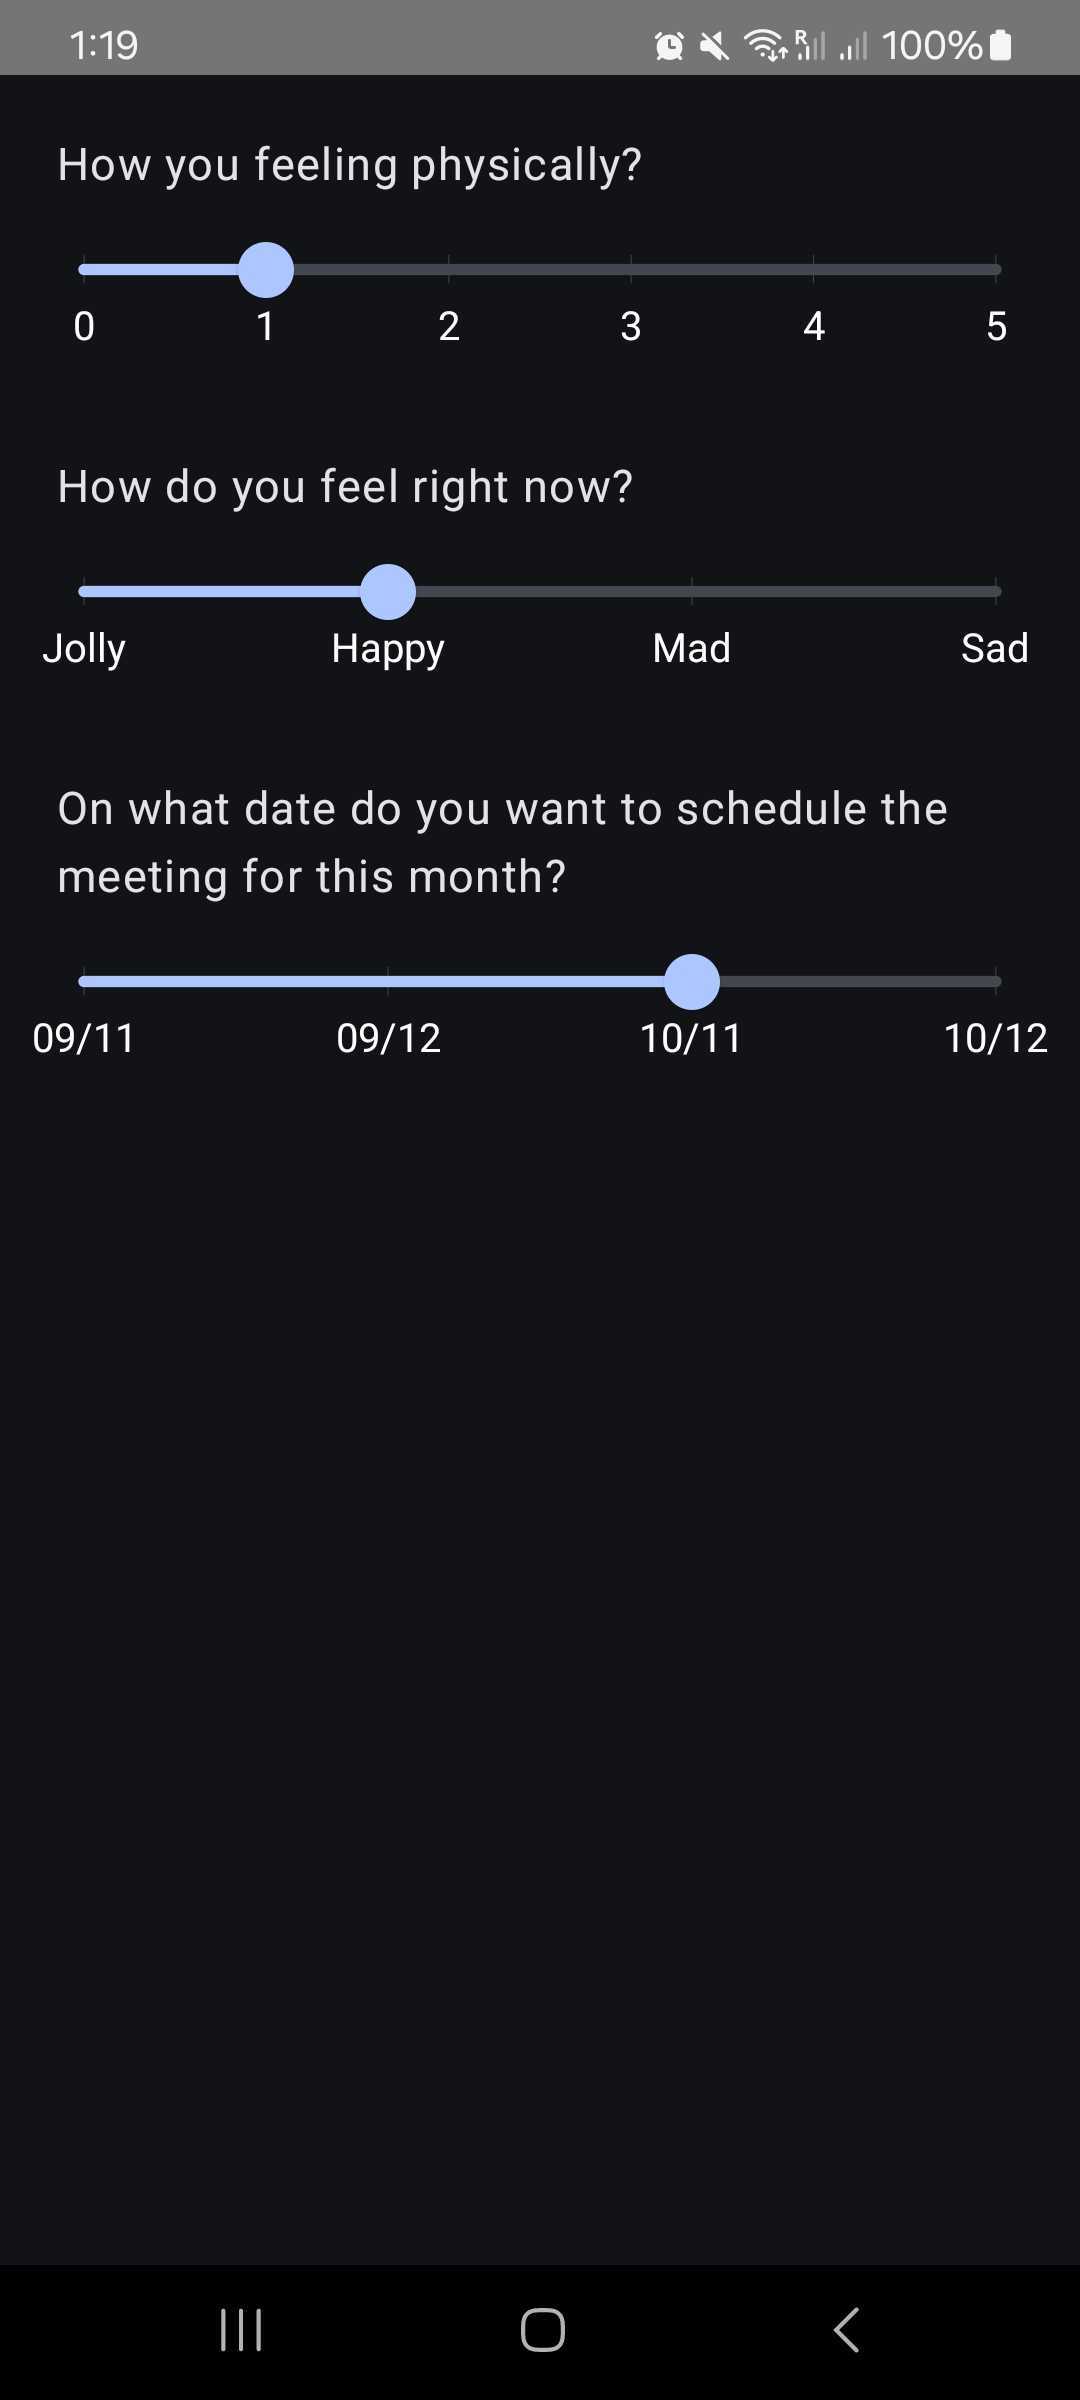 1:19 R 100%
How you feeling physically?
0 1 2 3 4 5
How do you feel right now?
Jolly Happy Mad Sad
On what date do you want to schedule the
meeting for this month?
09/11 09/12 10/11 10/12